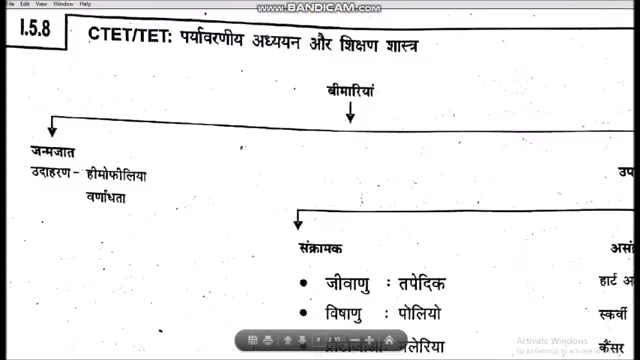 File Edit View Window Help
www.BANDICAM.com
I.5.8
CTET/TET: पर्यावरणीय अध्ययन और शिक्षण शास्त्र
बीमारियां
जन्मजात
उदाहरण – हीमोफीलिया
वर्णांधता
उप
संक्रामक
असंक्र
• जीवाणु : तपेदिक
हार्ट अ
• विषाणु : पोलियो
स्कर्वी
मलेरिया
कैंसर
8 / 15
Activate Windows
Go to Settings to activate